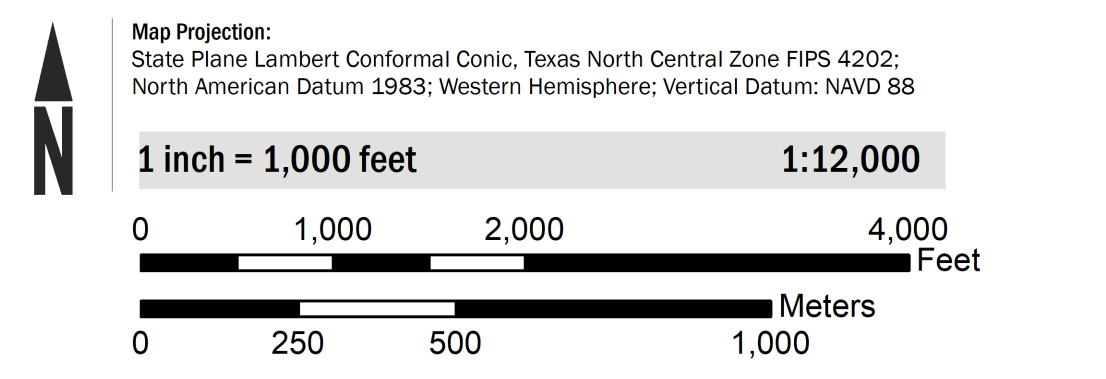 N
Map Projection:
State Plane Lambert Conformal Conic, Texas North Central Zone FIPS 4202;
North American Datum 1983; Western Hemisphere; Vertical Datum: NAVD 88
1 inch = 1,000 feet 1:12,000
0 1,000 2,000 4,000
Feet
Meters
0 250 500 1,000